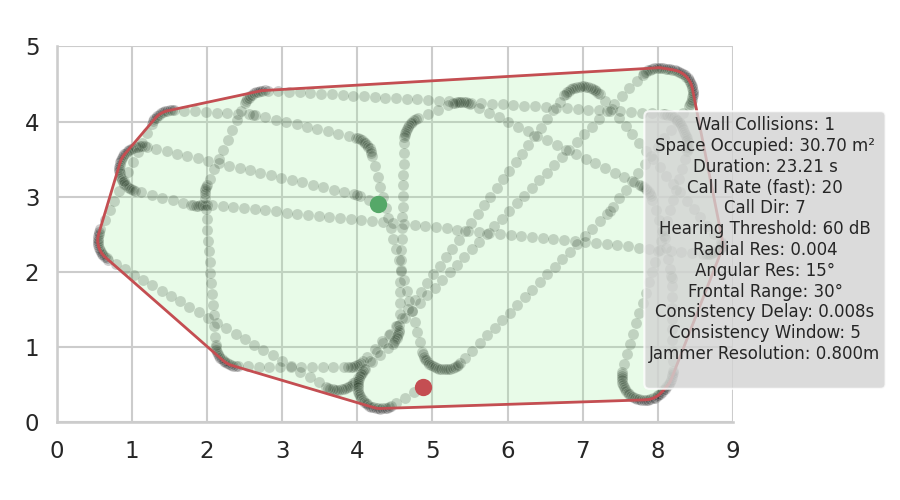 5
4
3
2
1
0
0 1 2 3 4 5 6 7 8 9
Wall Collisions: 1
Space Occupied: 30.70 m²
Duration: 23.21 s
Call Rate (fast): 20
Call Dir: 7
Hearing Threshold: 60 dB
Radial Res: 0.004
Angular Res: 15°
Frontal Range: 30°
Consistency Delay: 0.008s
Consistency Window: 5
Jammer Resolution: 0.800m